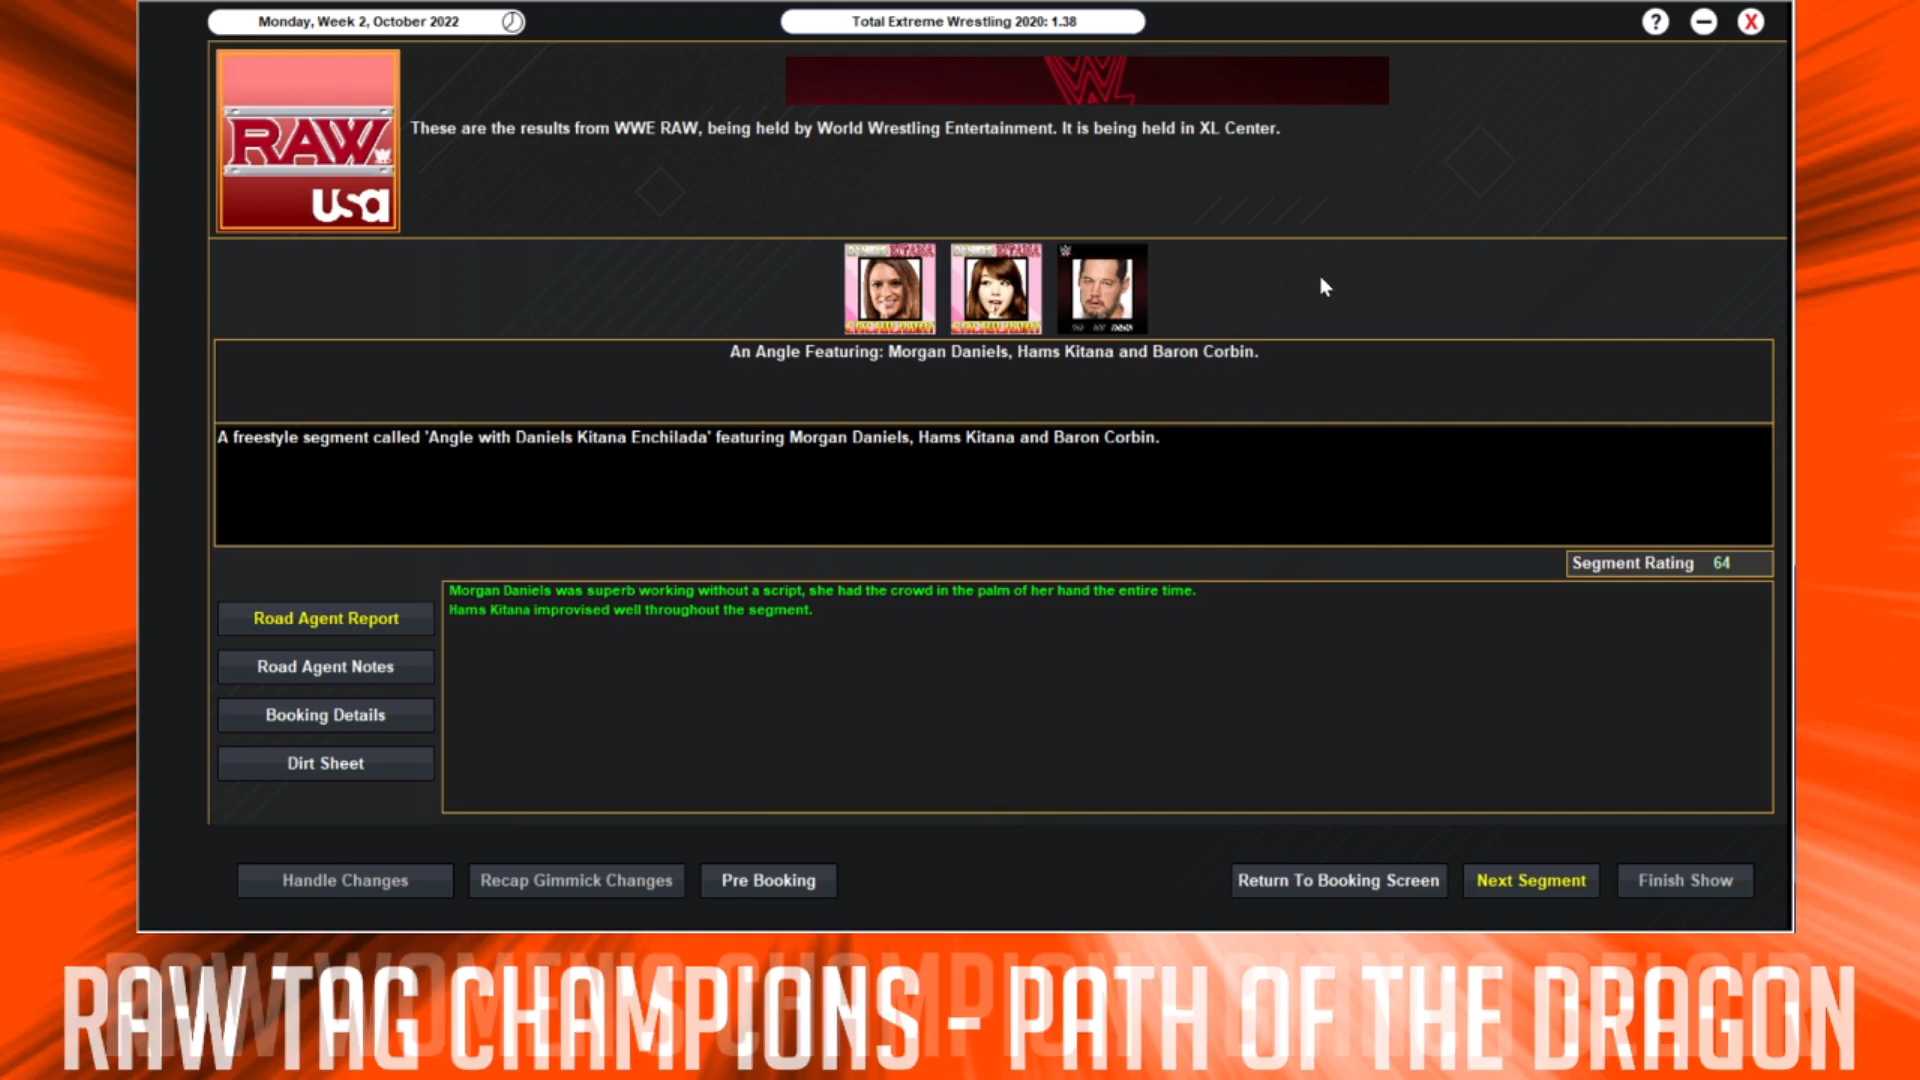 Monday, Week 2, October 2022
Total Extreme Wrestling 2020: 1.38
?
X
RAW
USA
These are the results from WWE RAW, being held by World Wrestling Entertainment. It is being held in XL Center.
An Angle Featuring: Morgan Daniels, Hams Kitana and Baron Corbin.
A freestyle segment called 'Angle with Daniels Kitana Enchilada' featuring Morgan Daniels, Hams Kitana and Baron Corbin.
Segment Rating 64
Morgan Daniels was superb working without a script, she had the crowd in the palm of her hand the entire time.
Hams Kitana improvised well throughout the segment.
Road Agent Report
Road Agent Notes
Booking Details
Dirt Sheet
Handle Changes
Recap Gimmick Changes
Pre Booking
Return To Booking Screen
Next Segment
Finish Show
RAW TAG CHAMPIONS - PATH OF THE DRAGON